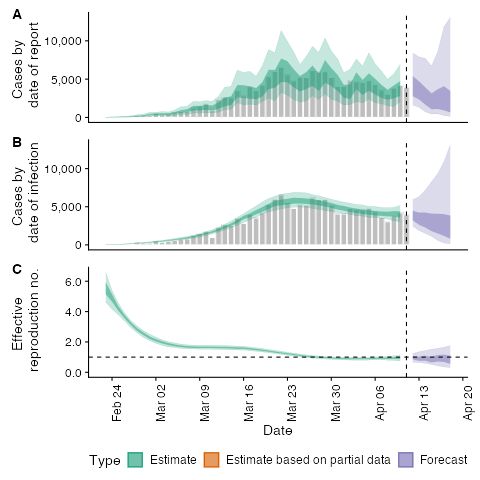 A
Cases by
date of report
10,000
5,000
0
B
Cases by
date of infection
10,000
5,000
0
C
Effective
reproduction no.
6.0
4.0
2.0
0.0
Feb 24
Mar 02
Mar 09
Mar 16
Mar 23
Mar 30
Apr 06
Apr 13
Apr 20
Date
Type
Estimate
Estimate based on partial data
Forecast